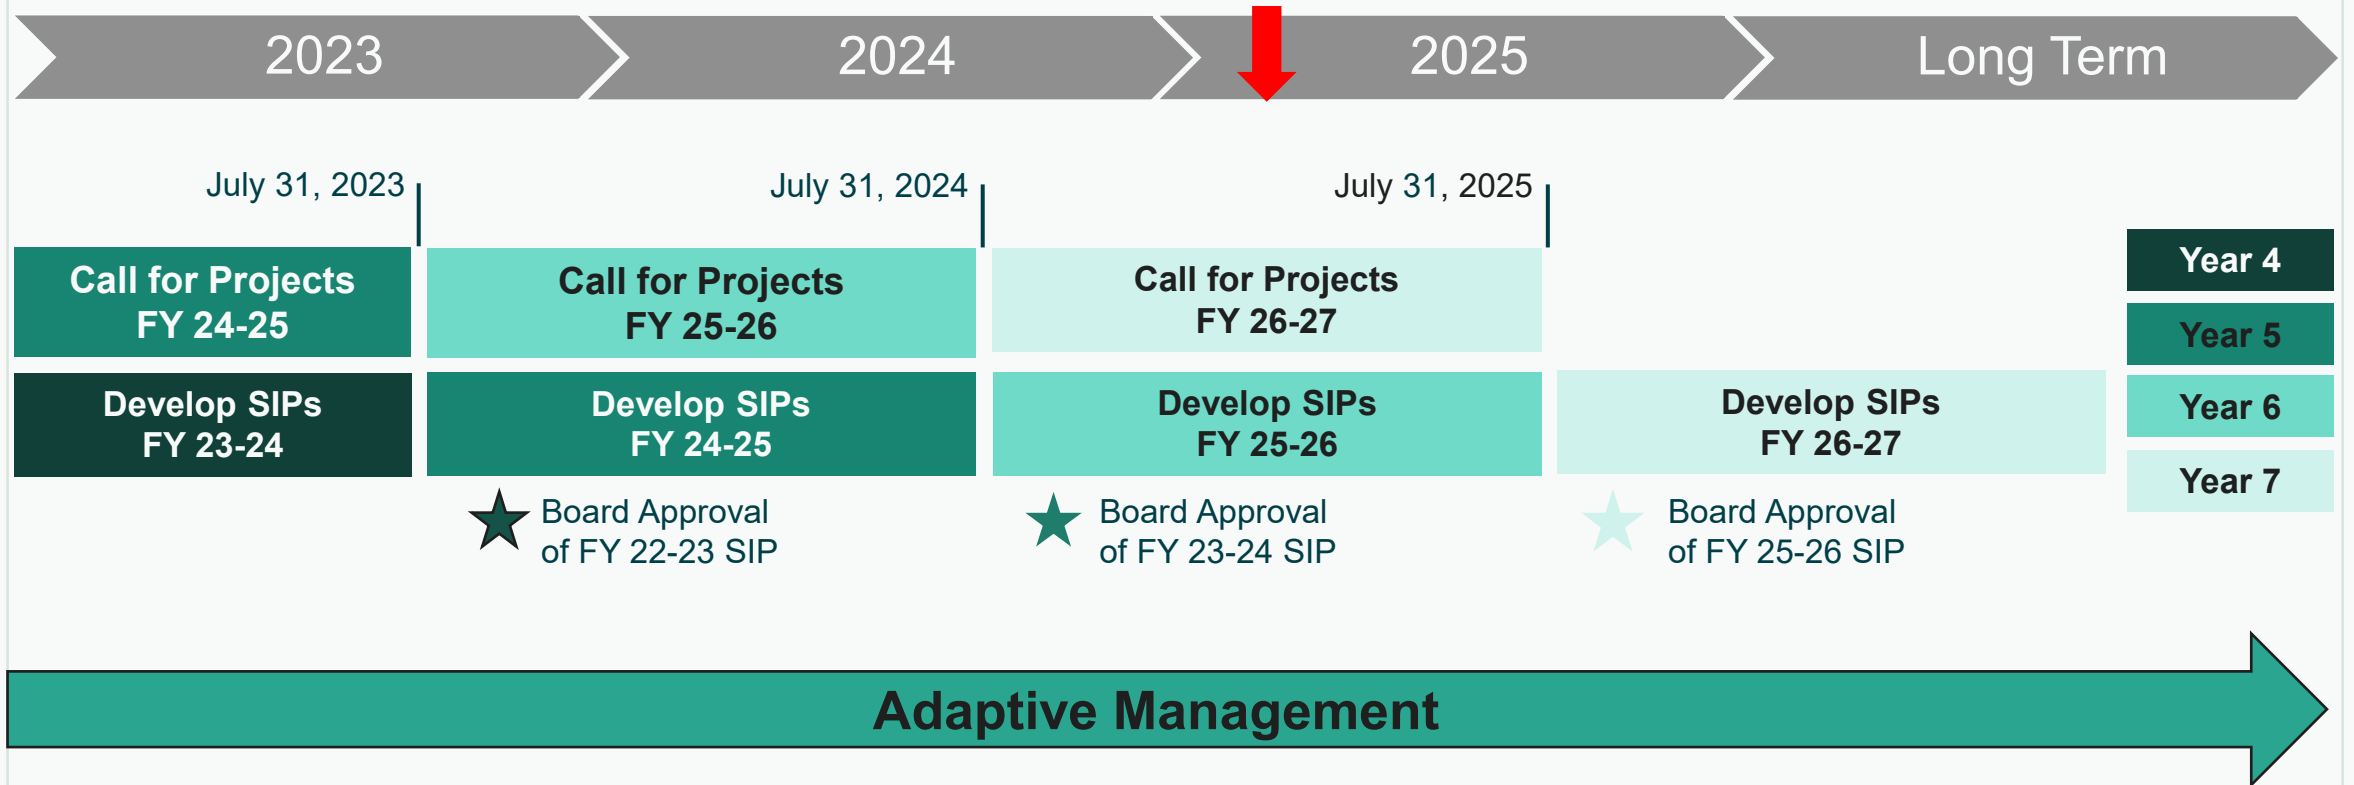 2023
2024
2025
Long Term
July 31, 2023
July 31, 2024
July 31, 2025
Call for Projects
FY 24-25
Call for Projects
FY 25-26
Call for Projects
FY 26-27
Develop SIPs
FY 23-24
Develop SIPs
FY 24-25
Develop SIPs
FY 25-26
Develop SIPs
FY 26-27
Year 4
Year 5
Year 6
Year 7
Board Approval
of FY 22-23 SIP
Board Approval
of FY 23-24 SIP
Board Approval
of FY 25-26 SIP
Adaptive Management